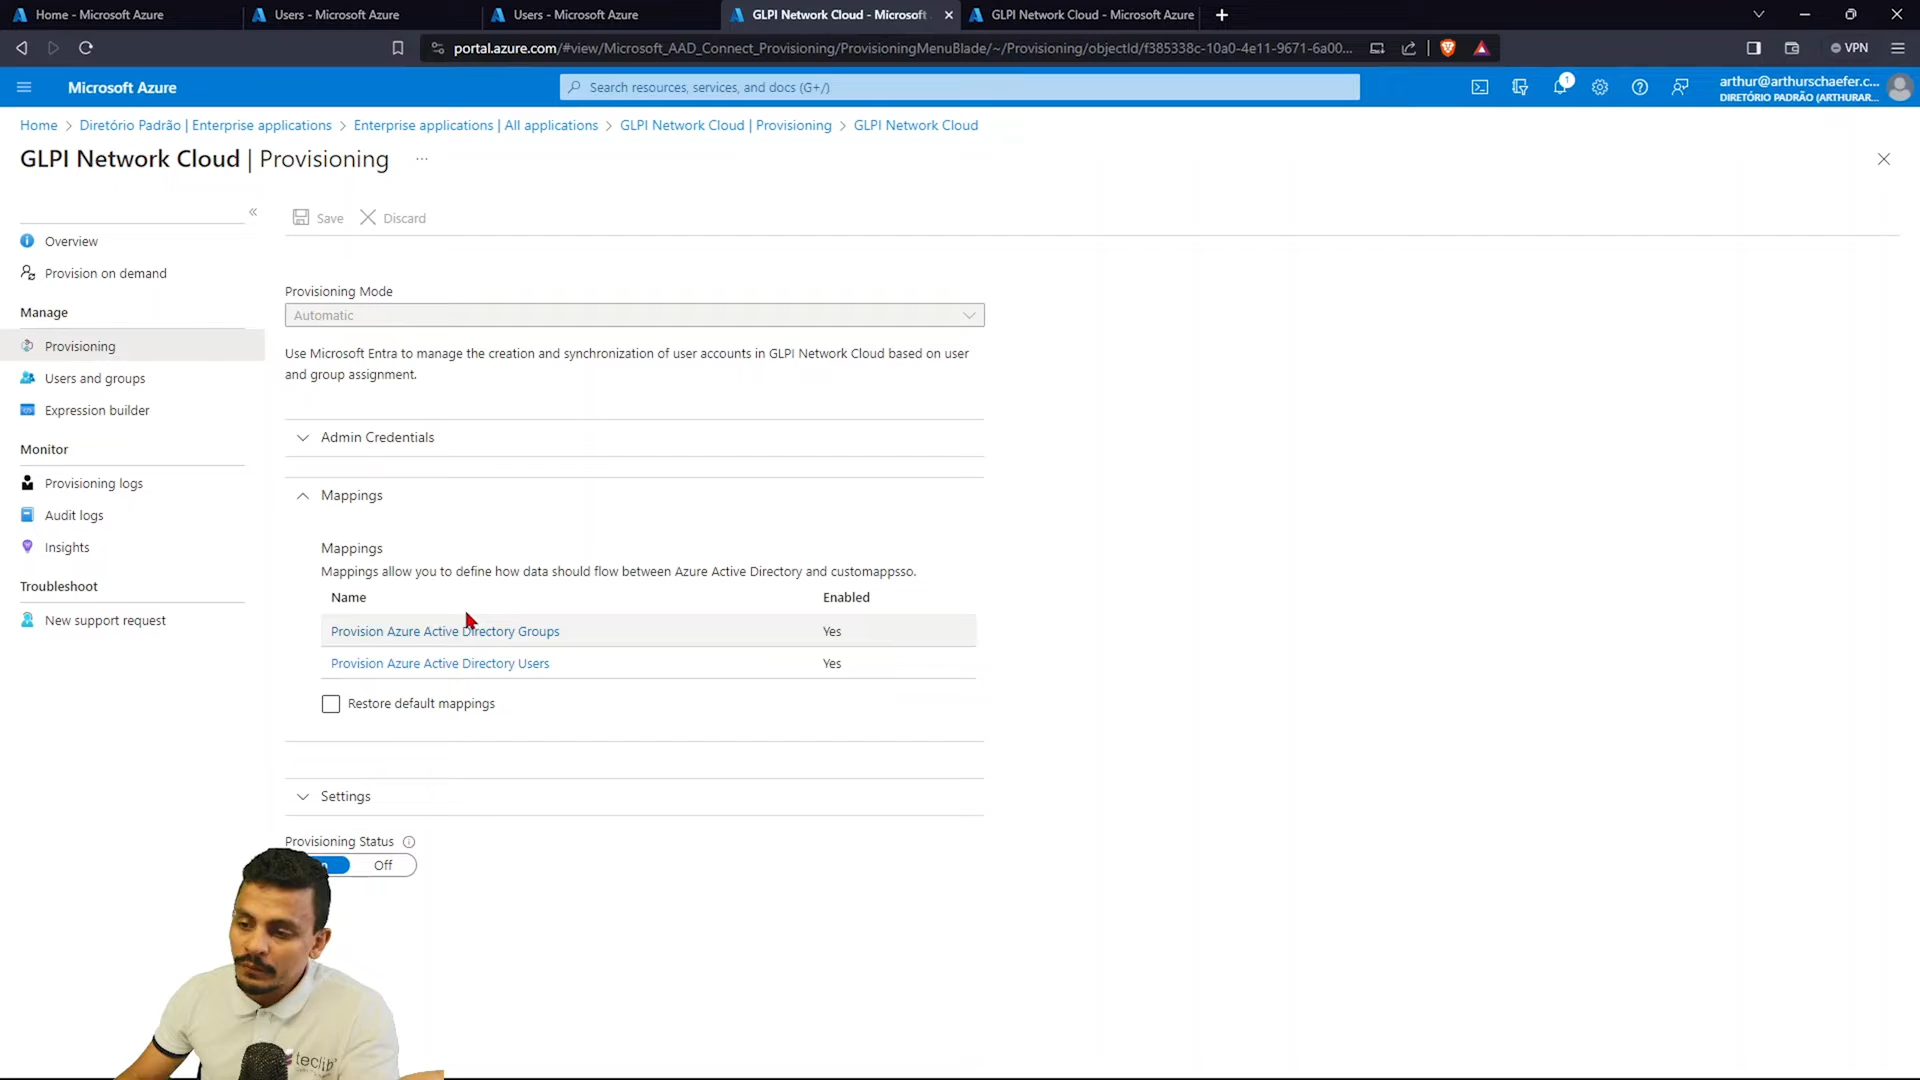 Home - Microsoft Azure
Users - Microsoft Azure
Users - Microsoft Azure
GLPI Network Cloud - Microsoft
GLPI Network Cloud - Microsoft Azure
portal.azure.com/#view/Microsoft_AAD_Connect_Provisioning/ProvisioningMenuBlade/~/Provisioning/objectId/f385338c-10a0-4e11-9671-6a00...
VPN
Microsoft Azure
Search resources, services, and docs (G+/)
1
arthur@arthurschaefer.c...
DIRETÓRIO PADRÃO (ARTHURAR...
Home > Diretório Padrão | Enterprise applications > Enterprise applications | All applications > GLPI Network Cloud | Provisioning > GLPI Network Cloud
GLPI Network Cloud | Provisioning ...
Save Discard
Overview
Provision on demand
Manage
Provisioning
Users and groups
Expression builder
Monitor
Provisioning logs
Audit logs
Insights
Troubleshoot
New support request
Provisioning Mode
Automatic
Use Microsoft Entra to manage the creation and synchronization of user accounts in GLPI Network Cloud based on user
and group assignment.
Admin Credentials
Mappings
Mappings
Mappings allow you to define how data should flow between Azure Active Directory and customappsso.
Name Enabled
Provision Azure Active Directory Groups Yes
Provision Azure Active Directory Users Yes
Restore default mappings
Settings
Provisioning Status
Off
teclib'